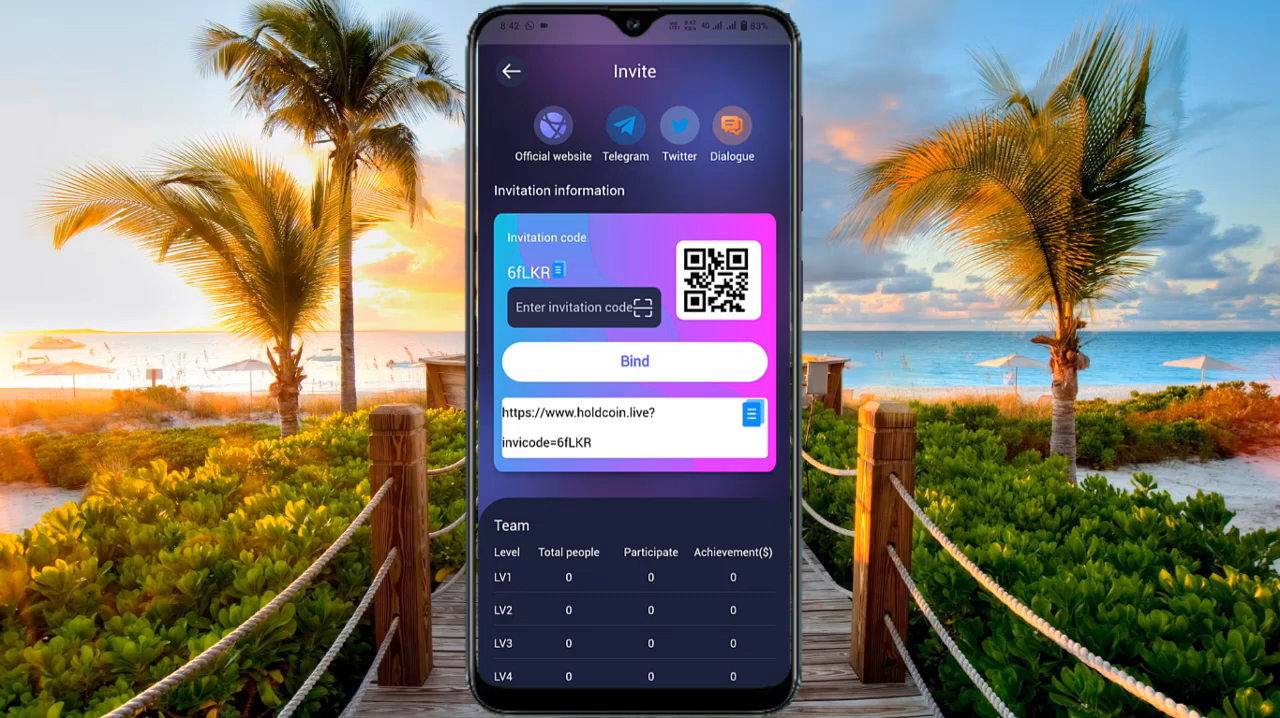 8:42
4G 83%
Invite
Official website Telegram Twitter Dialogue
Invitation information
Invitation code
6fLKR
Enter invitation code
Bind
https://www.holdcoin.live?
invicode=6fLKR
Team
Level Total people Participate Achievement($)
LV1 0 0 0
LV2 0 0 0
LV3 0 0 0
LV4 0 0 0